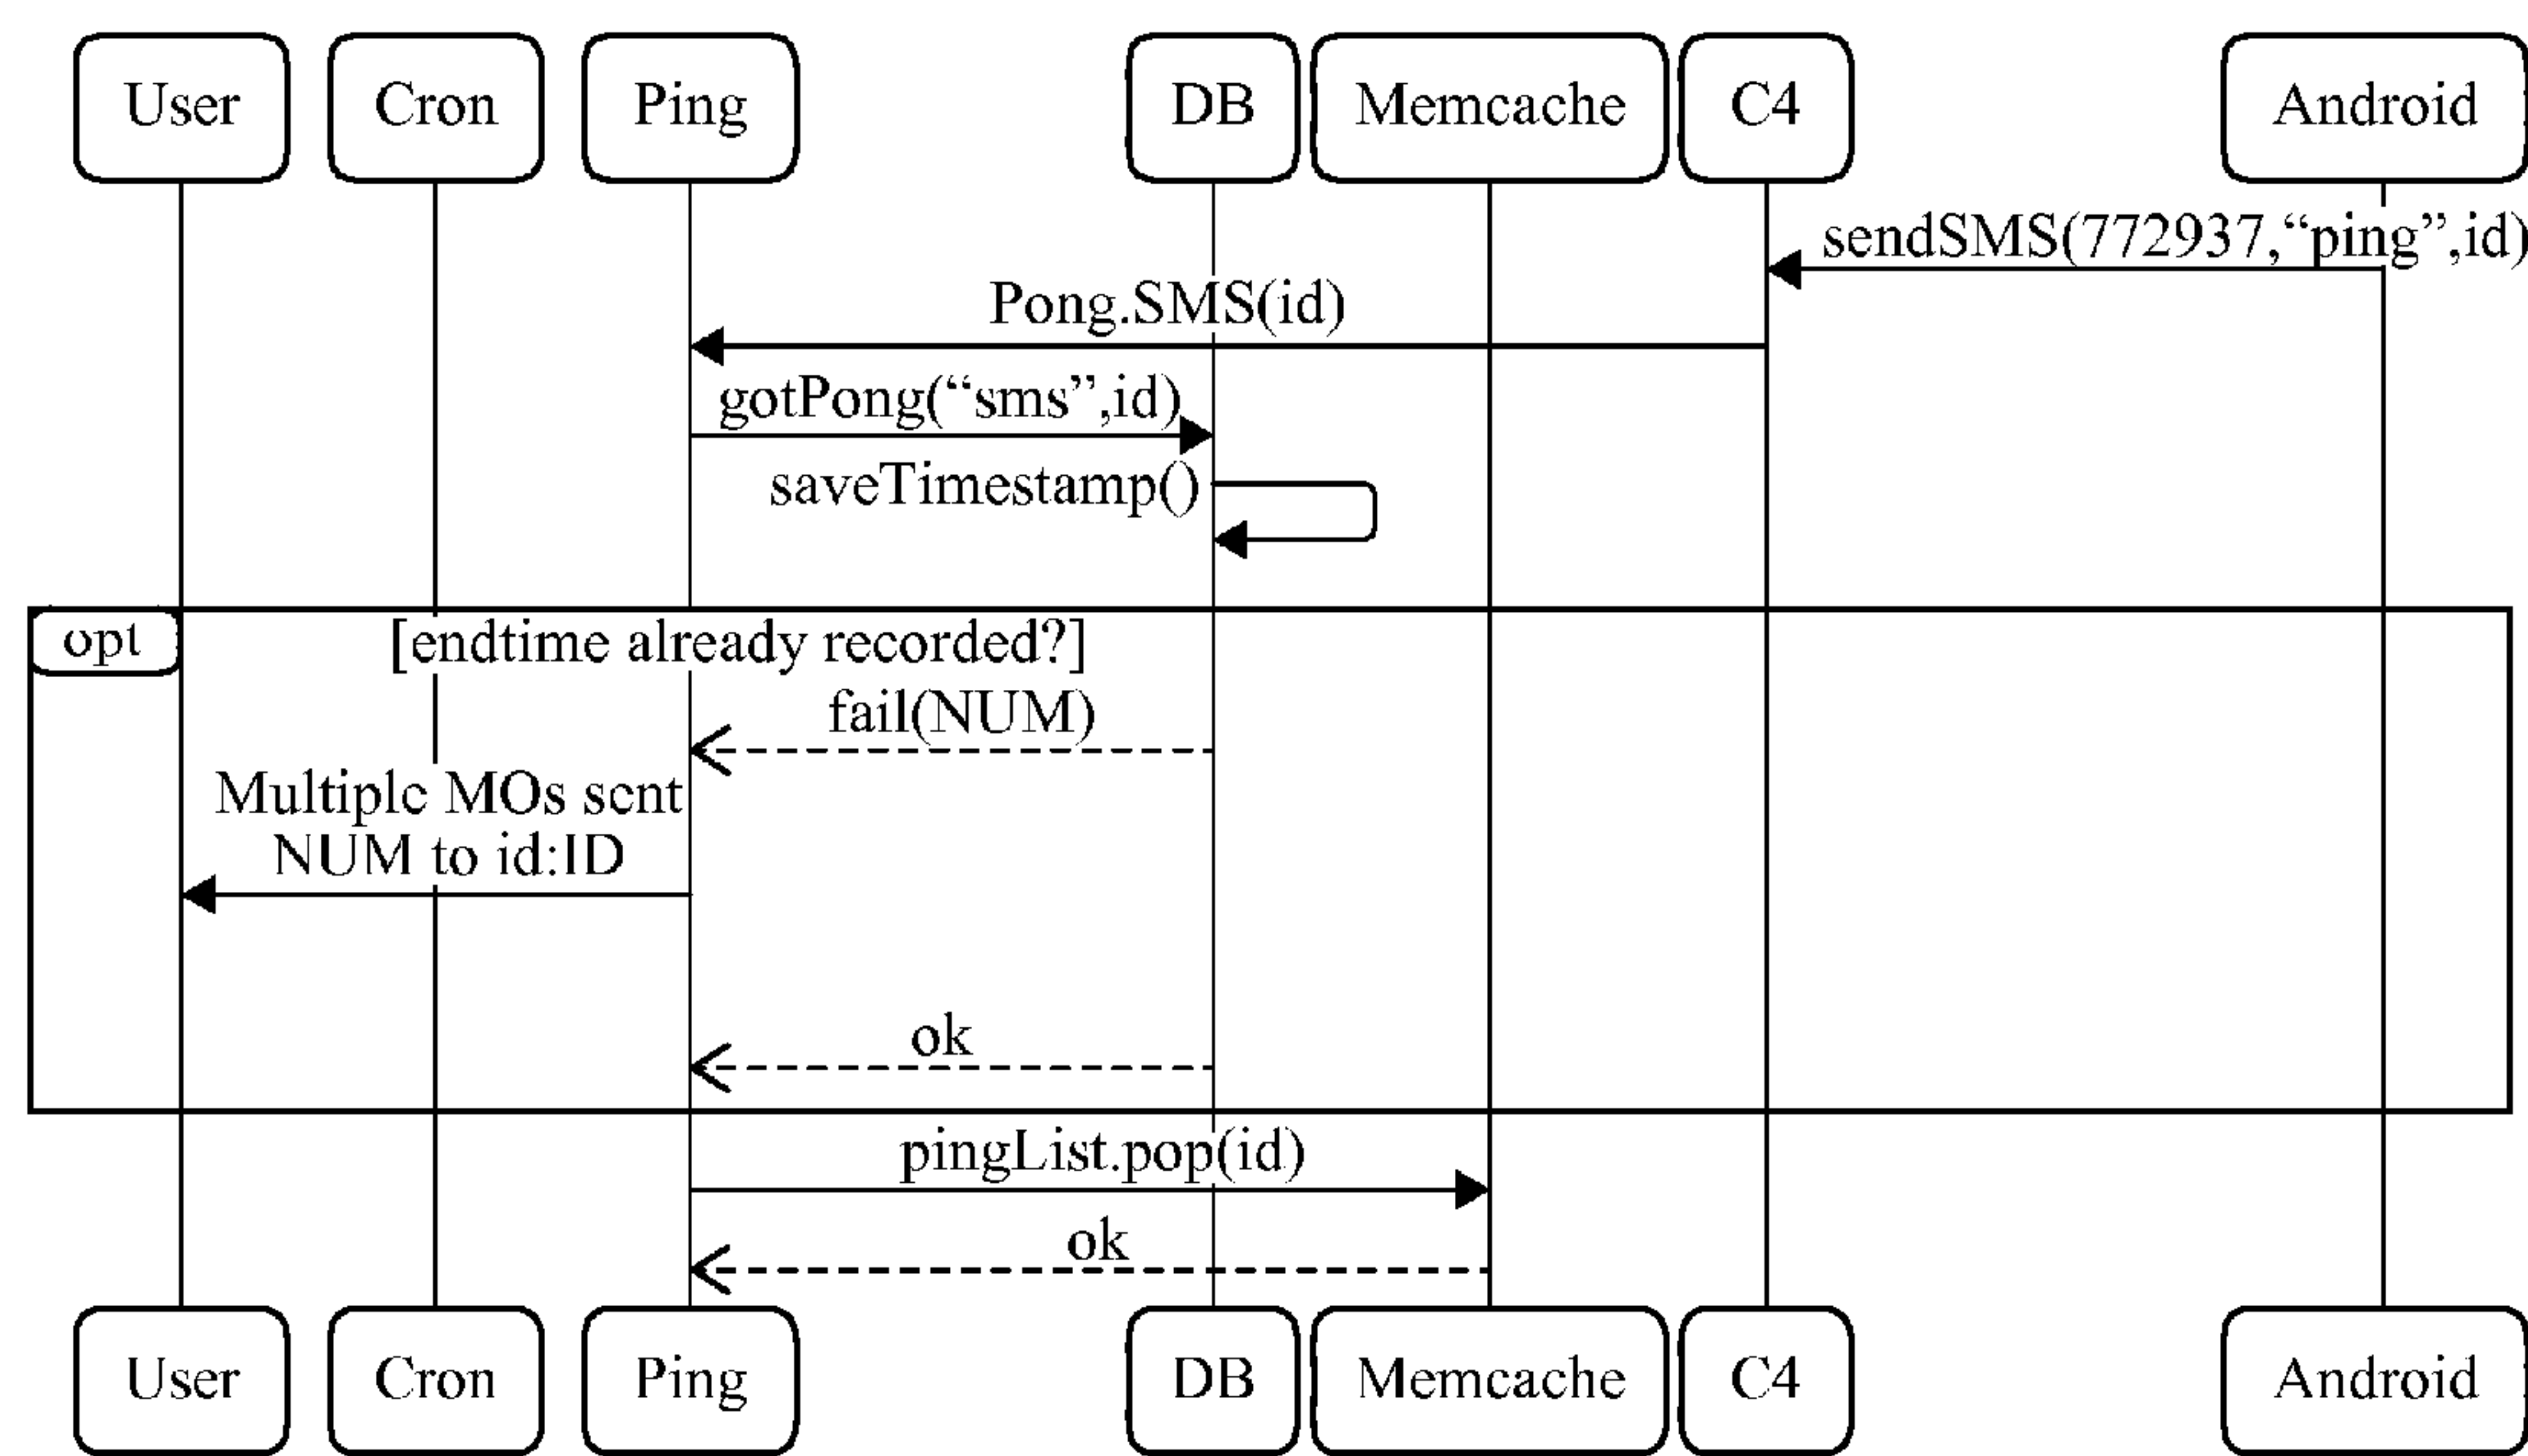 User
Cron
Ping
DB
Memcache
C4
Android
sendSMS(772937,“ping”,id)
Pong.SMS(id)
gotPong(“sms”,id)
saveTimestamp()
opt
[endtime already recorded?]
fail(NUM)
Multiple MOs sent
NUM to id:ID
ok
pingList.pop(id)
ok
User
Cron
Ping
DB
Memcache
C4
Android